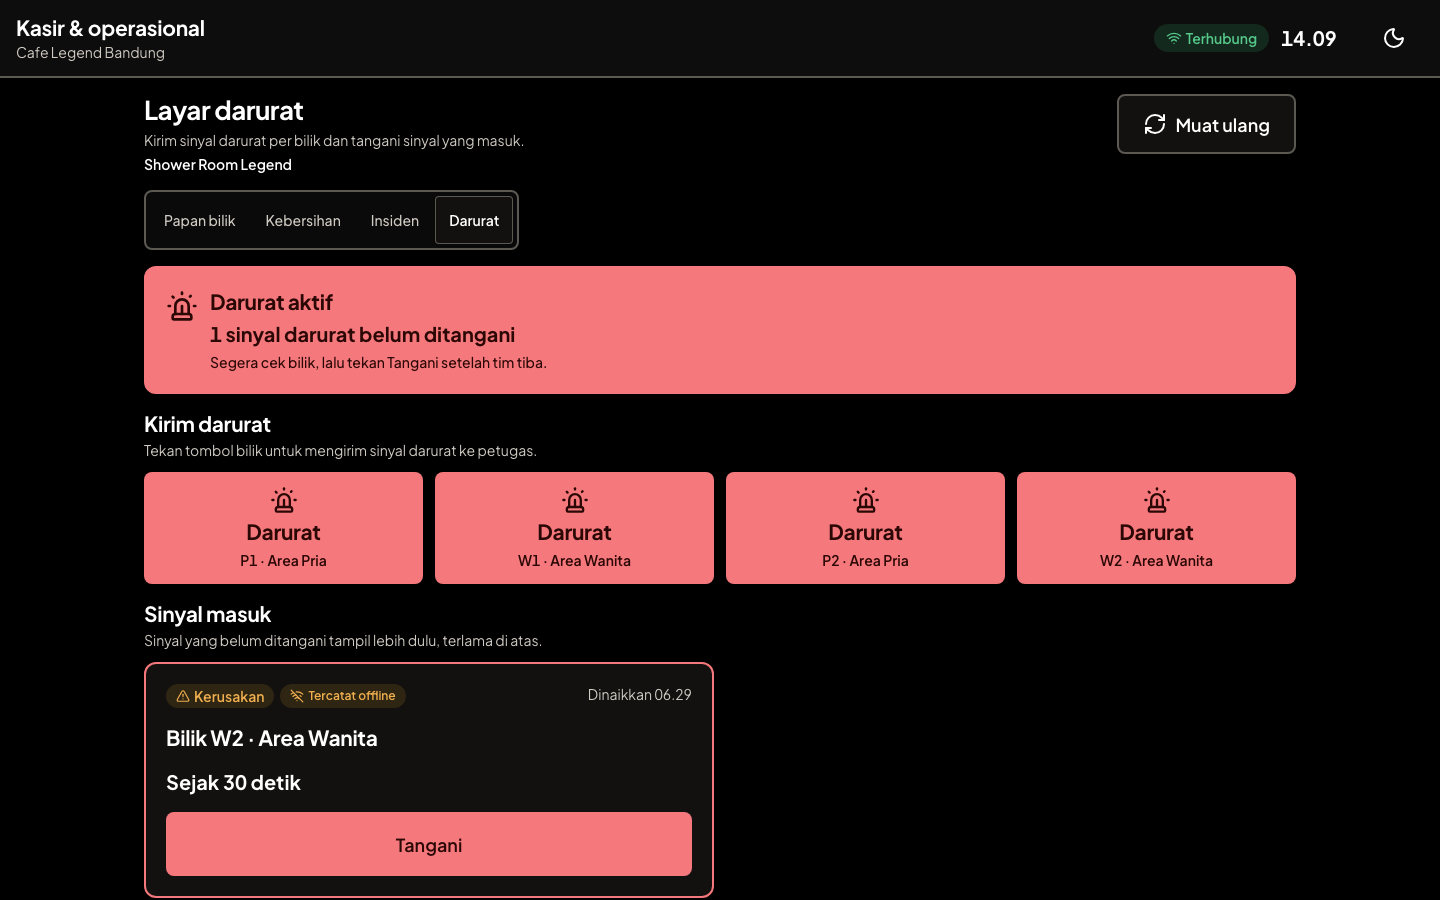 Kasir & operasional
Cafe Legend Bandung
Terhubung
14.09
Layar darurat
Kirim sinyal darurat per bilik dan tangani sinyal yang masuk.
Shower Room Legend
Muat ulang
Papan bilik
Kebersihan
Insiden
Darurat
Darurat aktif
1 sinyal darurat belum ditangani
Segera cek bilik, lalu tekan Tangani setelah tim tiba.
Kirim darurat
Tekan tombol bilik untuk mengirim sinyal darurat ke petugas.
Darurat
P1 · Area Pria
Darurat
W1 · Area Wanita
Darurat
P2 · Area Pria
Darurat
W2 · Area Wanita
Sinyal masuk
Sinyal yang belum ditangani tampil lebih dulu, terlama di atas.
Kerusakan
Tercatat offline
Dinaikkan 06.29
Bilik W2 · Area Wanita
Sejak 30 detik
Tangani